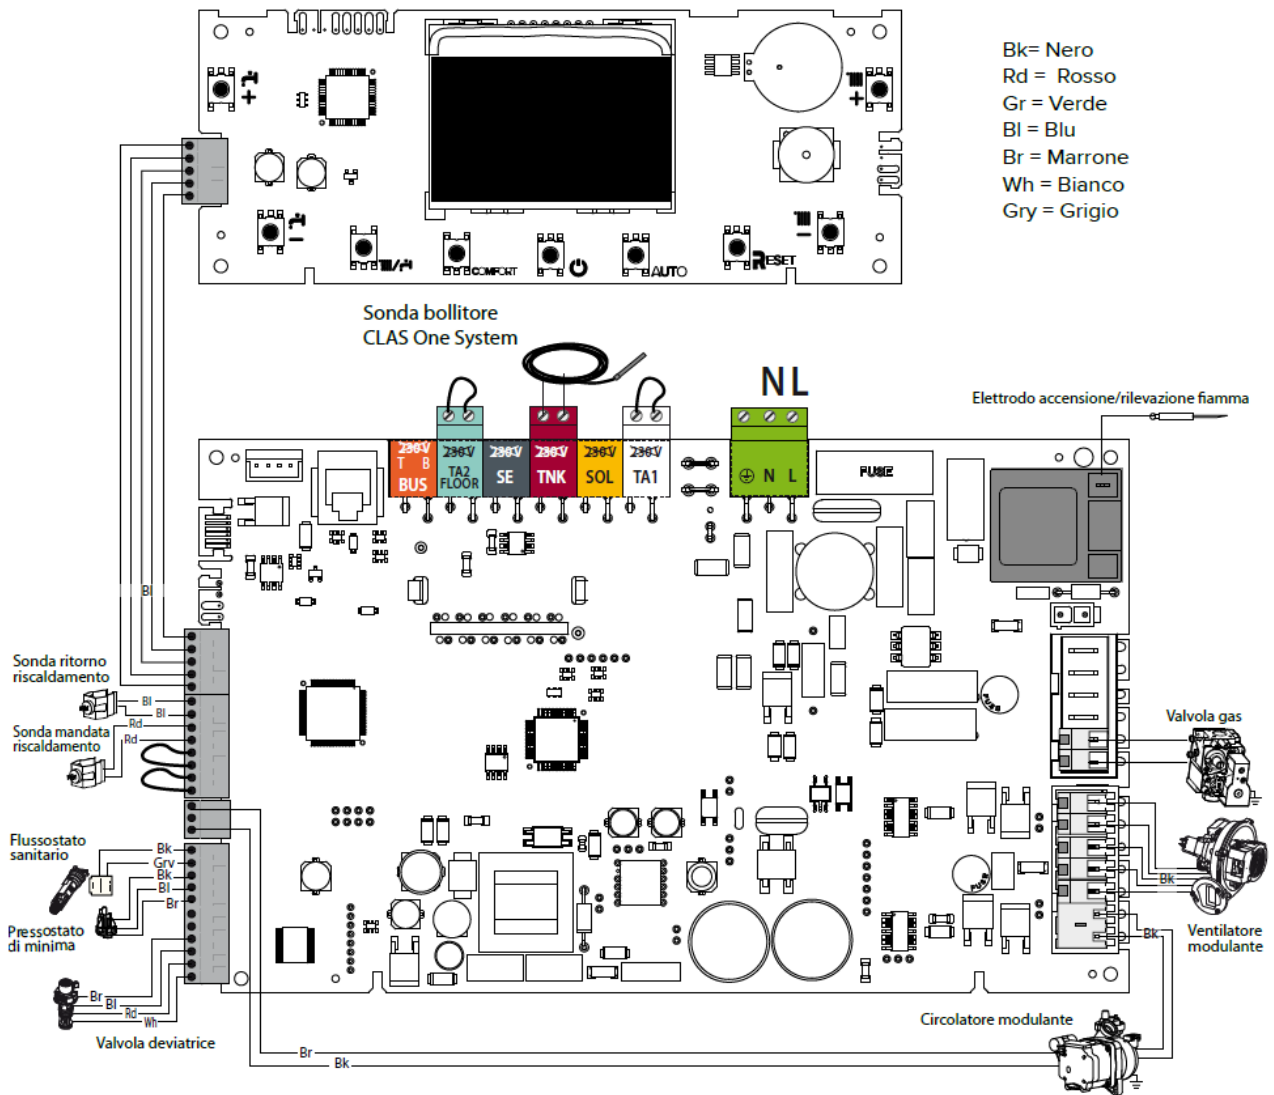 Bk= Nero
Rd = Rosso
Gr = Verde
Bl = Blu
Br = Marrone
Wh = Bianco
Gry = Grigio
+
+
−
−
COMFORT
AUTO
RESET
Sonda bollitore
CLAS One System
N L
Elettrodo accensione/rilevazione fiamma
230V
230V
230V
230V
230V
230V
T B
BUS
TA2
FLOOR
SE
TNK
SOL
TA1
N L
FUSE
Bl
Sonda ritorno
riscaldamento
Bl
Bl
Sonda mandata
riscaldamento
Rd
Rd
FUSE
Valvola gas
Flussostato
sanitario
Bk
Grv
Bk
Bl
Br
Pressostato
di minima
FUSE
Bk
Bk
Ventilatore
modulante
Br
Bl
Rd
Wh
Valvola deviatrice
Circolatore modulante
Br
Bk